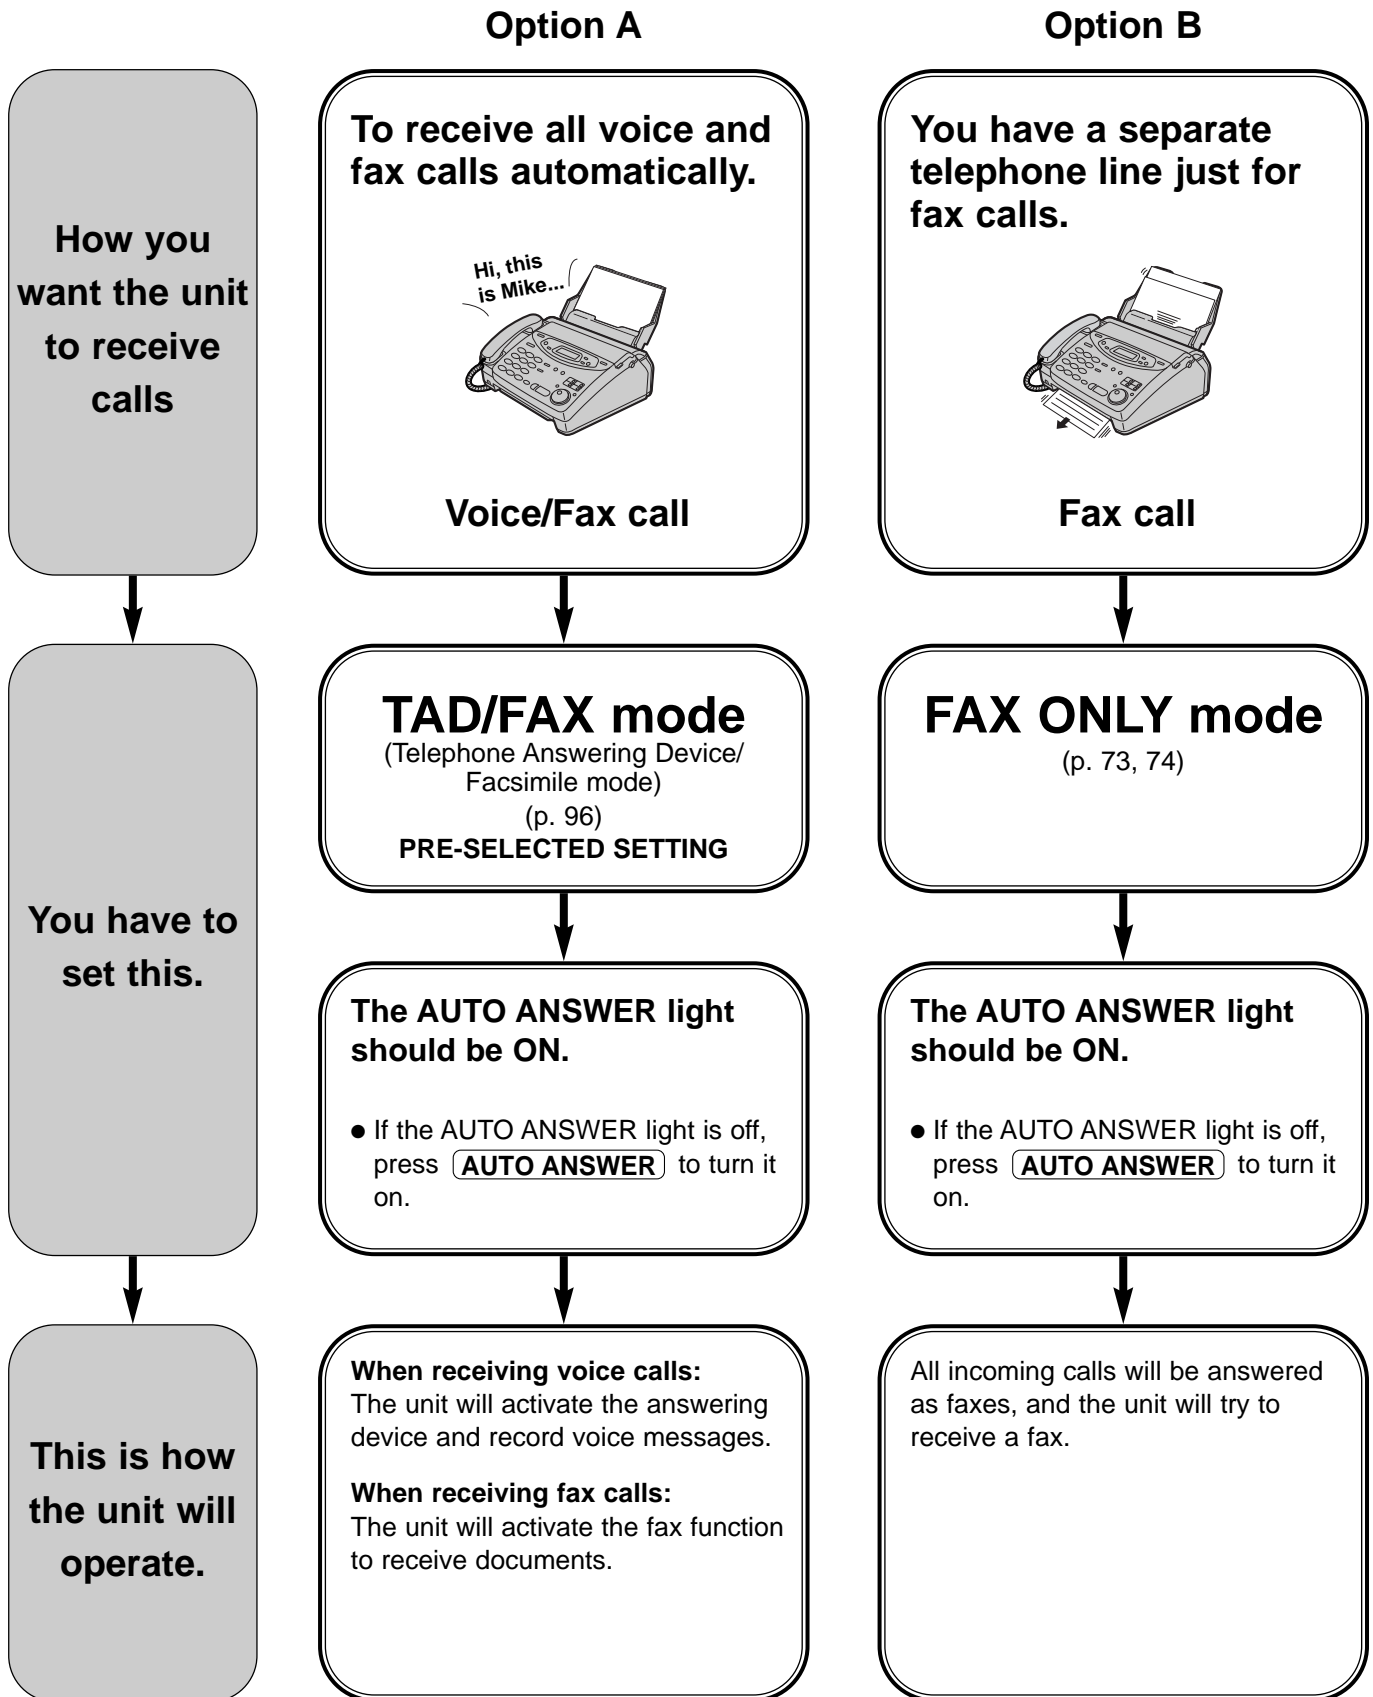 Option A
Option B
How you
want the unit
to receive
calls
To receive all voice and
fax calls automatically.
Hi, this
is Mike...
Voice/Fax call
You have a separate
telephone line just for
fax calls.
Fax call
You have to
set this.
TAD/FAX mode
(Telephone Answering Device/
Facsimile mode)
(p. 96)
PRE-SELECTED SETTING
FAX ONLY mode
(p. 73, 74)
The AUTO ANSWER light
should be ON.
● If the AUTO ANSWER light is off,
press AUTO ANSWER to turn it
on.
The AUTO ANSWER light
should be ON.
● If the AUTO ANSWER light is off,
press AUTO ANSWER to turn it
on.
This is how
the unit will
operate.
When receiving voice calls:
The unit will activate the answering
device and record voice messages.
When receiving fax calls:
The unit will activate the fax function
to receive documents.
All incoming calls will be answered
as faxes, and the unit will try to
receive a fax.